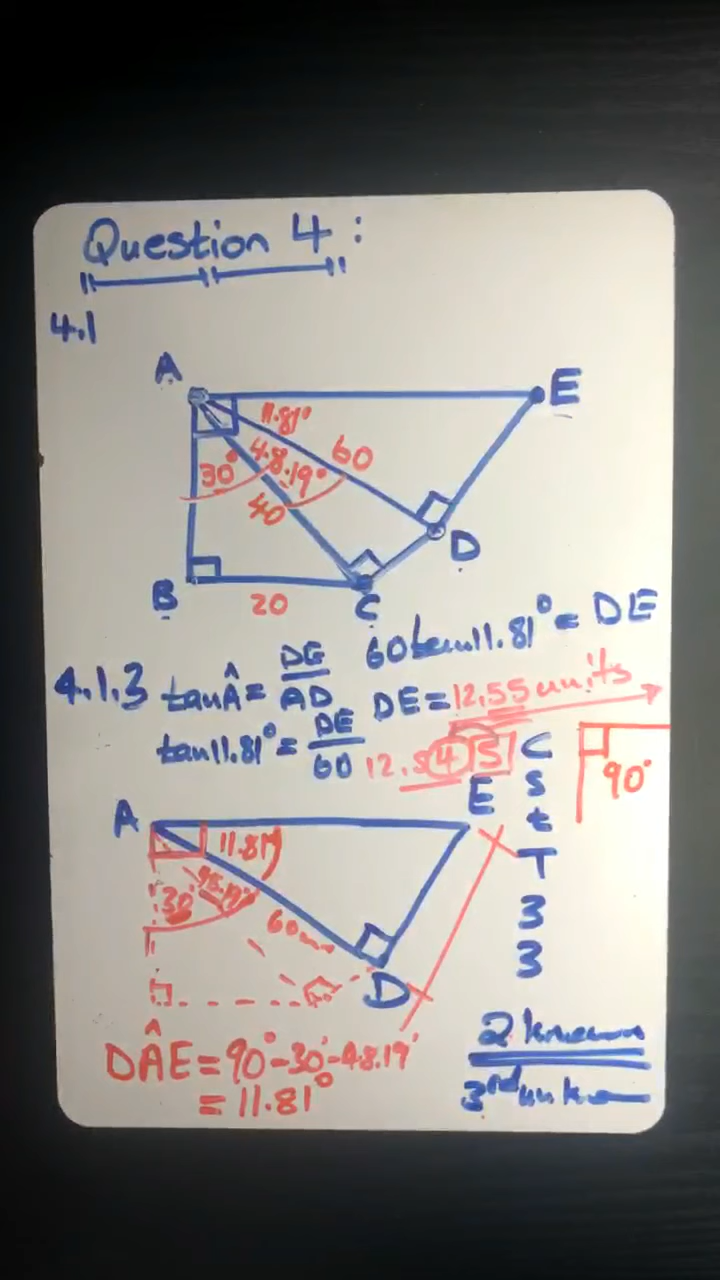 Question 4:
4.1
A
E
11.81°
30°
48.19°
60
40
D
B
C
20
60tan11.81° = DE
4.1.3 tanÂ = DE/AD
DE = 12.55 units
tan11.81° = DE/60
12.545
C
S
t
T
3
3
90°
E
A
11.81°
30°
48.19°
60
D
DÂE = 90° - 30° - 48.19°
= 11.81°
2 known
3rd